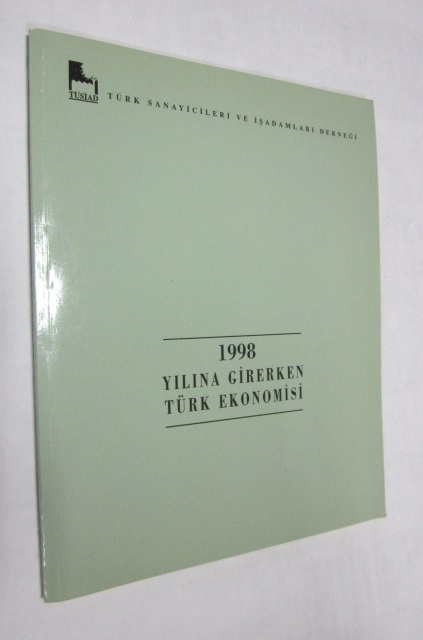 TÜSİAD
TÜRK SANAYİCİLERİ VE İŞADAMLARI DERNEĞİ
1998
YILINA GİRERKEN
TÜRK EKONOMİSİ